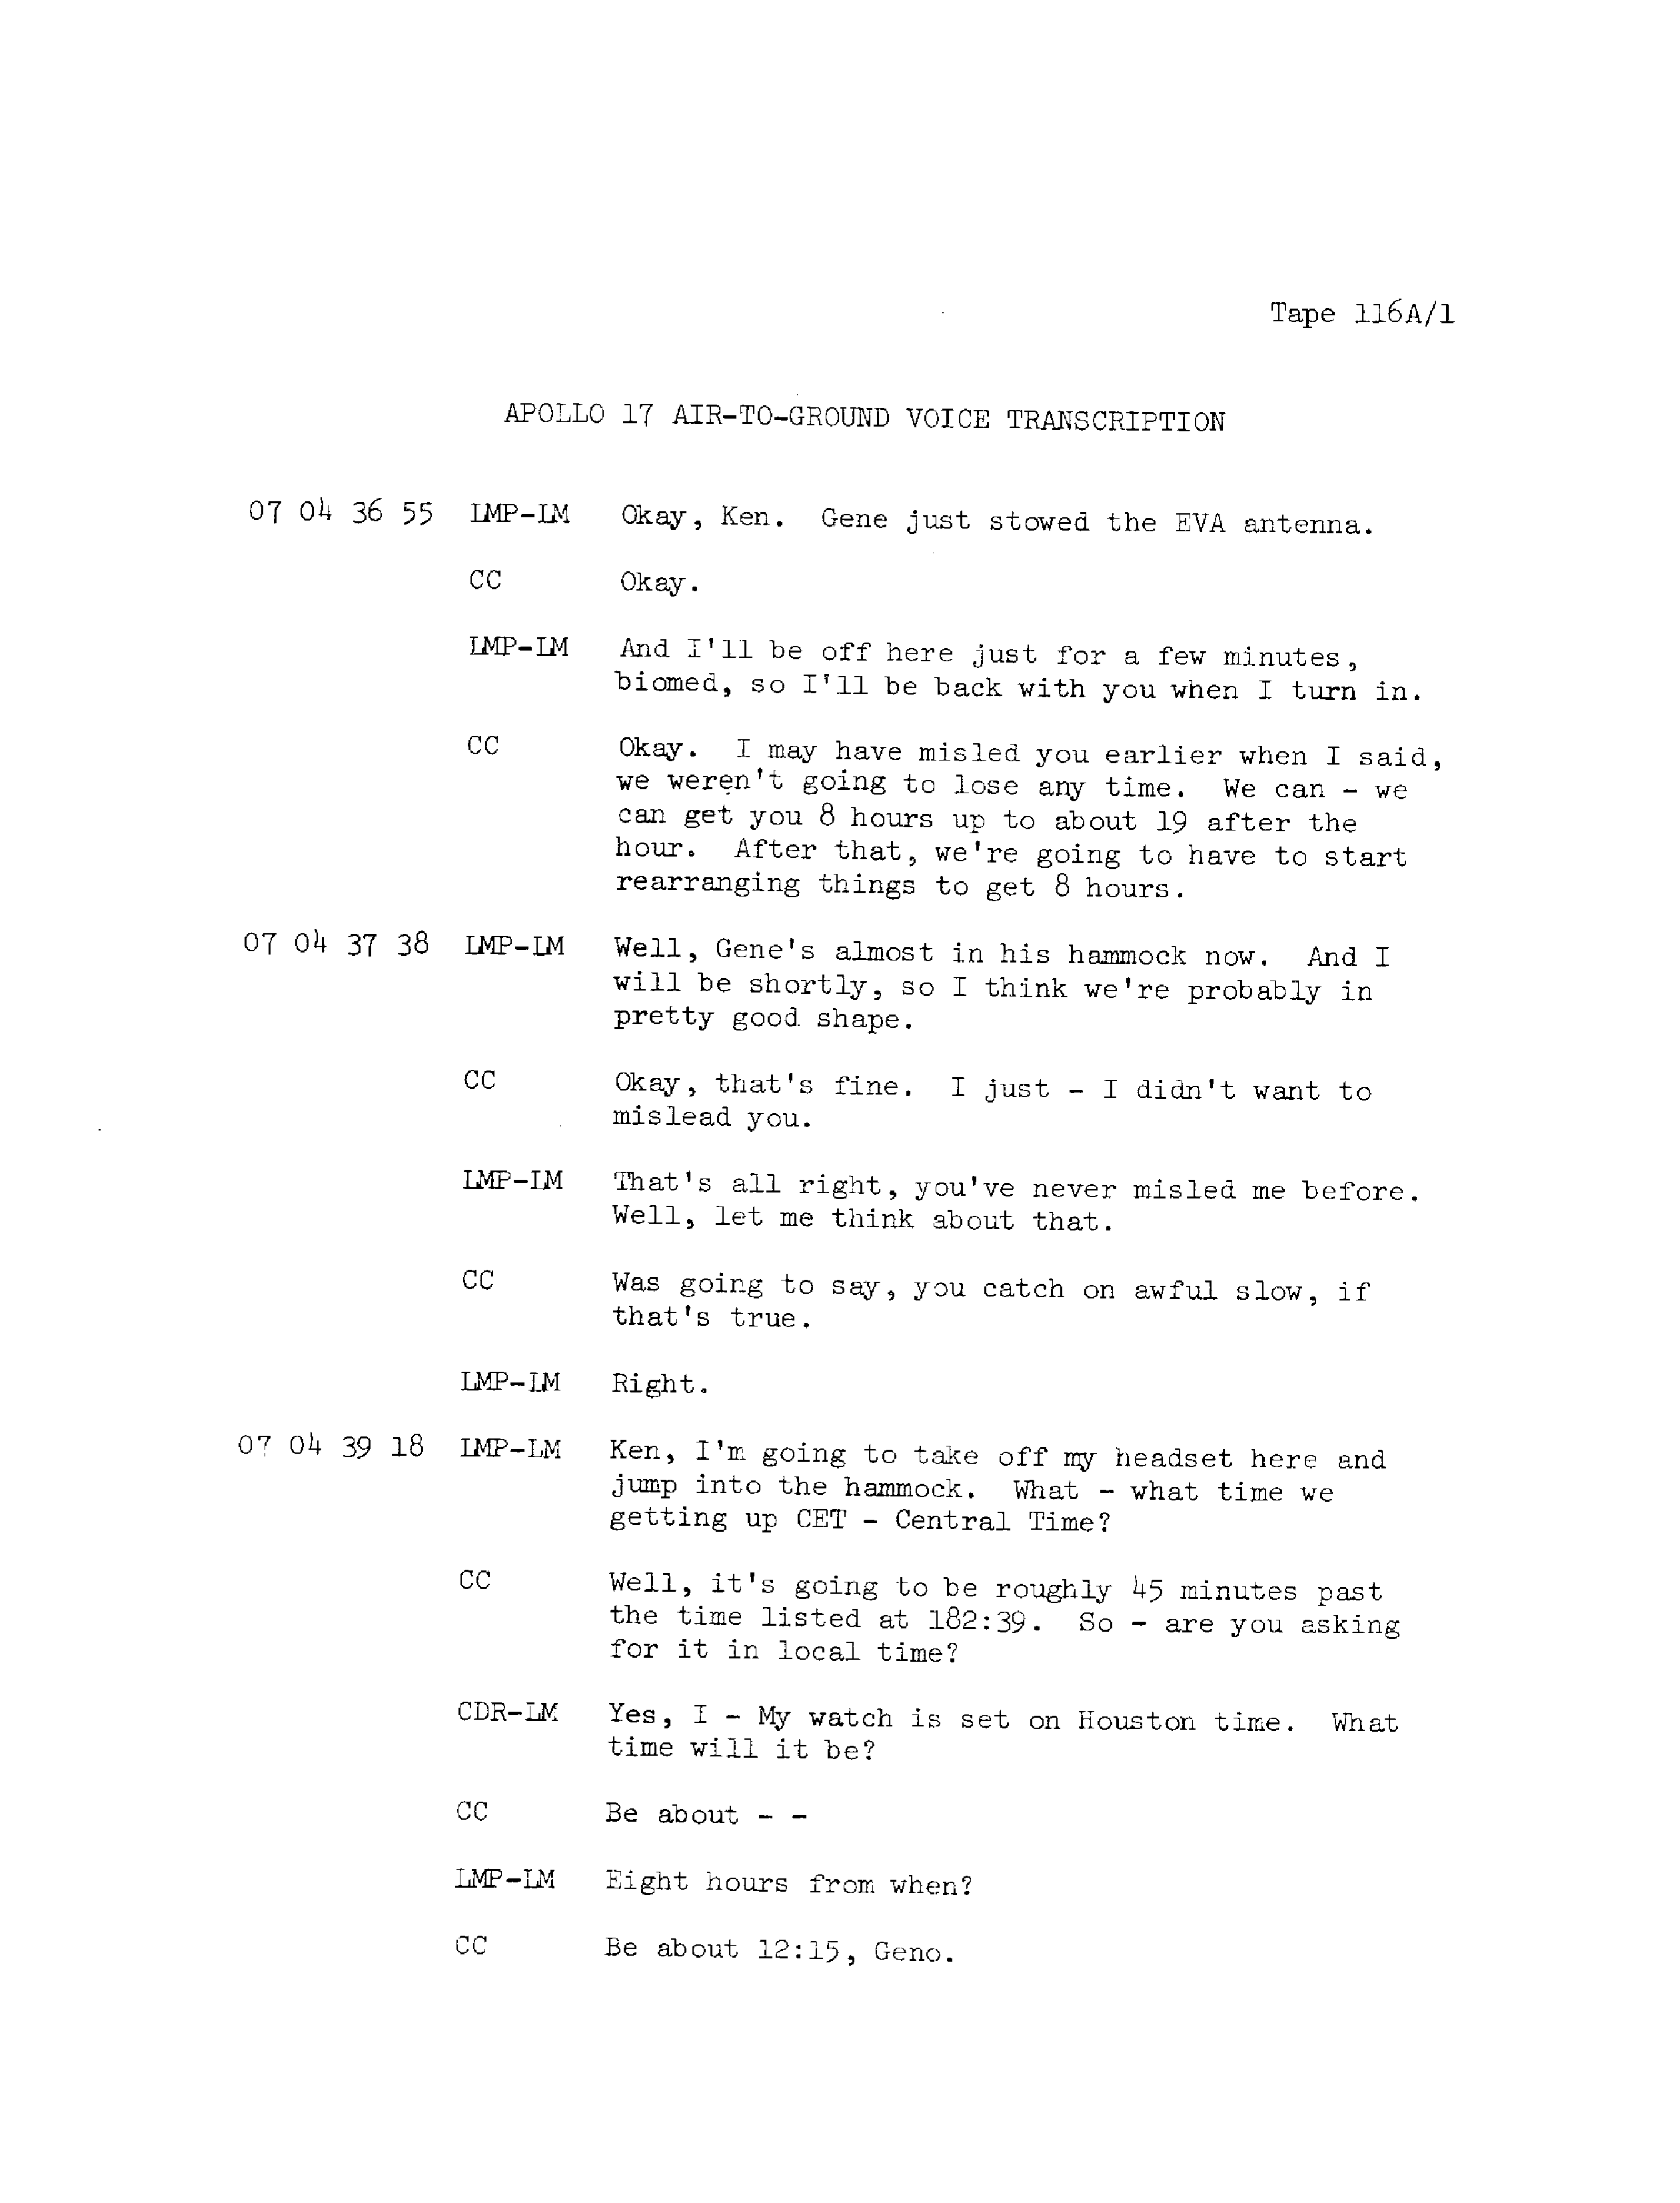 Tape 116A/1
APOLLO 17 AIR-TO-GROUND VOICE TRANSCRIPTION
07 04 36 55 LMP-LM Okay, Ken. Gene just stowed the EVA antenna.
CC Okay.
LMP-LM And I'll be off here just for a few minutes,
biomed, so I'll be back with you when I turn in.
CC Okay. I may have misled you earlier when I said,
we weren't going to lose any time. We can - we
can get you 8 hours up to about 19 after the
hour. After that, we're going to have to start
rearranging things to get 8 hours.
07 04 37 38 LMP-LM Well, Gene's almost in his hammock now. And I
will be shortly, so I think we're probably in
pretty good shape.
CC Okay, that's fine. I just - I didn't want to
mislead you.
LMP-LM That's all right, you've never misled me before.
Well, let me think about that.
CC Was going to say, you catch on awful slow, if
that's true.
LMP-LM Right.
07 04 39 18 LMP-LM Ken, I'm going to take off my headset here and
jump into the hammock. What - what time we
getting up CET - Central Time?
CC Well, it's going to be roughly 45 minutes past
the time listed at 182:39. So - are you asking
for it in local time?
CDR-LM Yes, I - My watch is set on Houston time. What
time will it be?
CC Be about - -
LMP-LM Eight hours from when?
CC Be about 12:15, Geno.